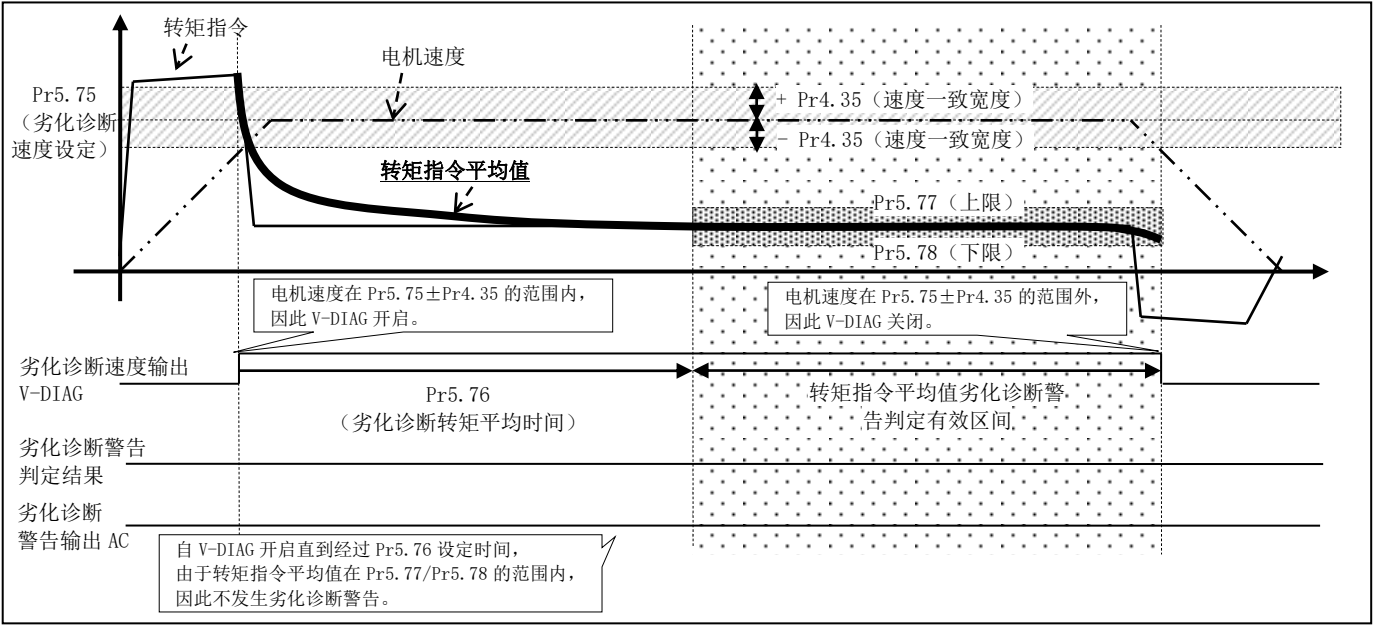 转矩指令
电机速度
Pr5.75
（劣化诊断
速度设定）
+ Pr4.35（速度一致宽度）
− Pr4.35（速度一致宽度）
转矩指令平均值
Pr5.77（上限）
Pr5.78（下限）
电机速度在 Pr5.75±Pr4.35 的范围内，
因此 V-DIAG 开启。
电机速度在 Pr5.75±Pr4.35 的范围外，
因此 V-DIAG 关闭。
劣化诊断速度输出
V-DIAG
Pr5.76
（劣化诊断转矩平均时间）
转矩指令平均值劣化诊断警
告判定有效区间
劣化诊断警告
判定结果
劣化诊断
警告输出 AC
自 V-DIAG 开启直到经过 Pr5.76 设定时间，
由于转矩指令平均值在 Pr5.77/Pr5.78 的范围内，
因此不发生劣化诊断警告。